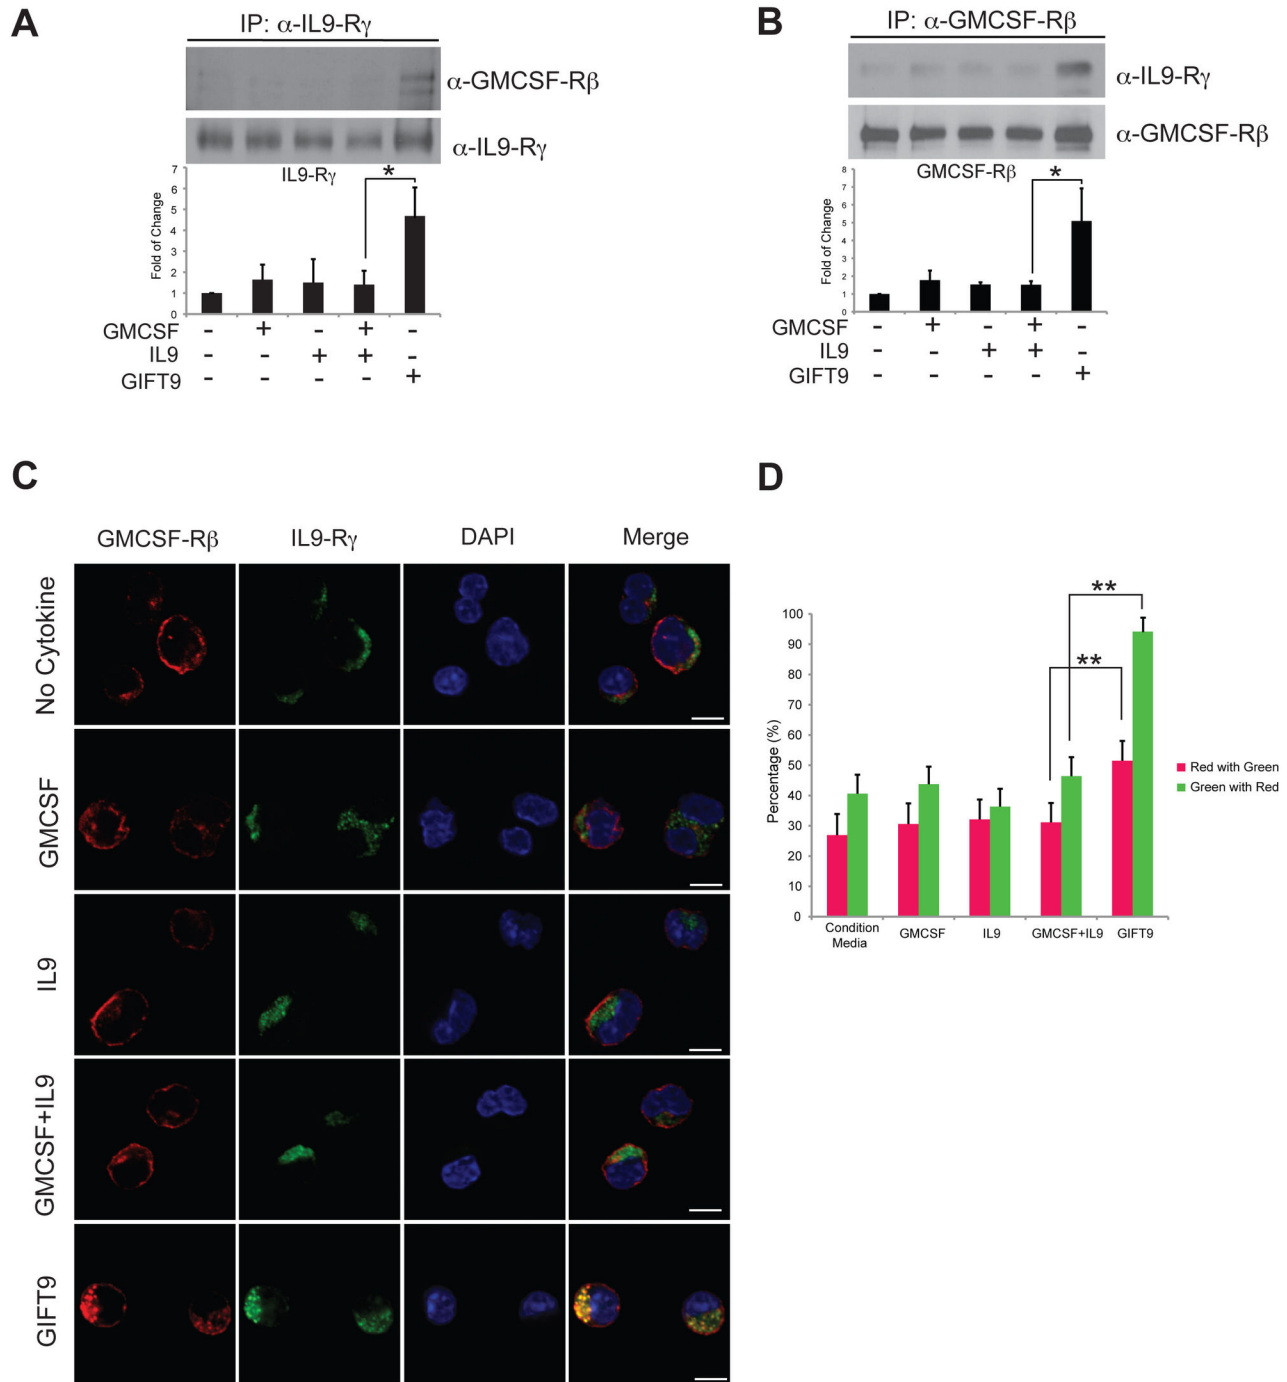 A
IP: α-IL9-Rγ
α-GMCSF-Rβ
α-IL9-Rγ
IL9-Rγ
*
Fold of Change
7
6
5
4
3
2
1
0
GMCSF - + - + -
IL9 - - + + -
GIFT9 - - - - +
B
IP: α-GMCSF-Rβ
α-IL9-Rγ
α-GMCSF-Rβ
GMCSF-Rβ
*
Fold of Change
8
7
6
5
4
3
2
1
0
GMCSF - + - + -
IL9 - - + + -
GIFT9 - - - - +
C
GMCSF-Rβ IL9-Rγ DAPI Merge
No Cytokine
GMCSF
IL9
GMCSF+IL9
GIFT9
D
**
**
Percentage (%)
100
90
80
70
60
50
40
30
20
10
0
Condition
Media
GMCSF
IL9
GMCSF+IL9
GIFT9
Red with Green
Green with Red